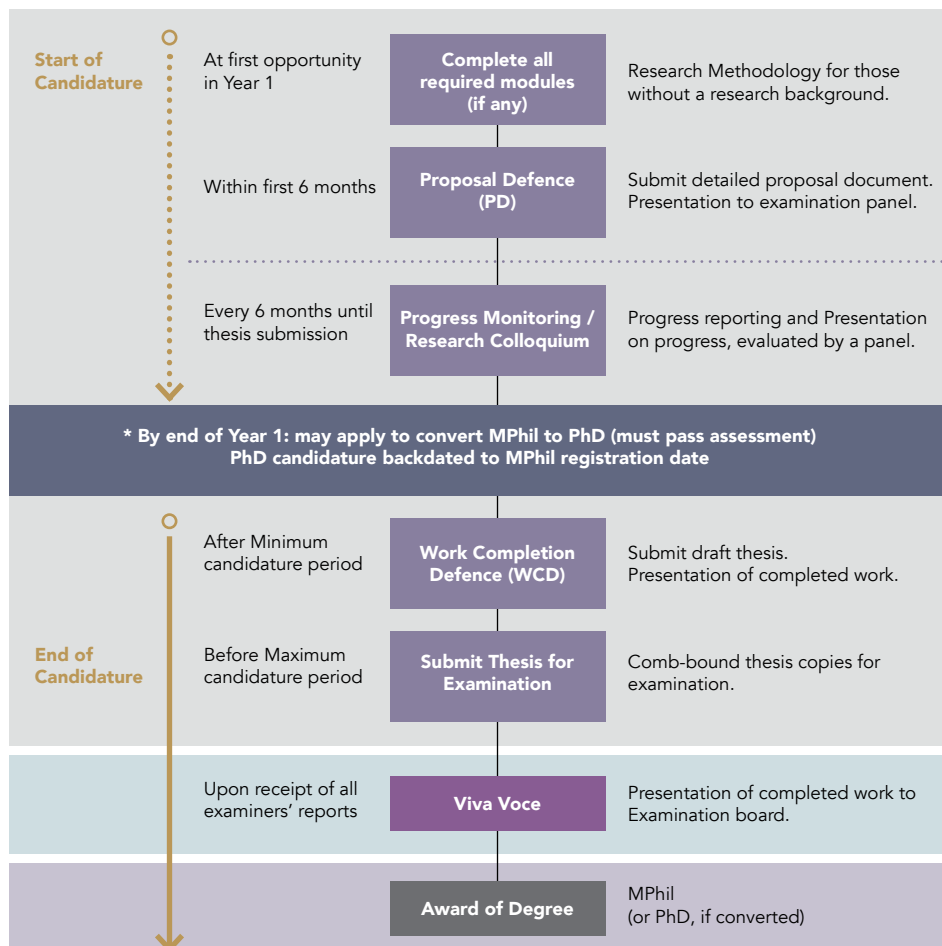 Start of
Candidature
At first opportunity
in Year 1
Complete all
required modules
(if any)
Research Methodology for those
without a research background.
Within first 6 months
Proposal Defence
(PD)
Submit detailed proposal document.
Presentation to examination panel.
Every 6 months until
thesis submission
Progress Monitoring /
Research Colloquium
Progress reporting and Presentation
on progress, evaluated by a panel.
* By end of Year 1: may apply to convert MPhil to PhD (must pass assessment)
PhD candidature backdated to MPhil registration date
After Minimum
candidature period
Work Completion
Defence (WCD)
Submit draft thesis.
Presentation of completed work.
End of
Candidature
Before Maximum
candidature period
Submit Thesis for
Examination
Comb-bound thesis copies for
examination.
Upon receipt of all
examiners’ reports
Viva Voce
Presentation of completed work to
Examination board.
Award of Degree
MPhil
(or PhD, if converted)